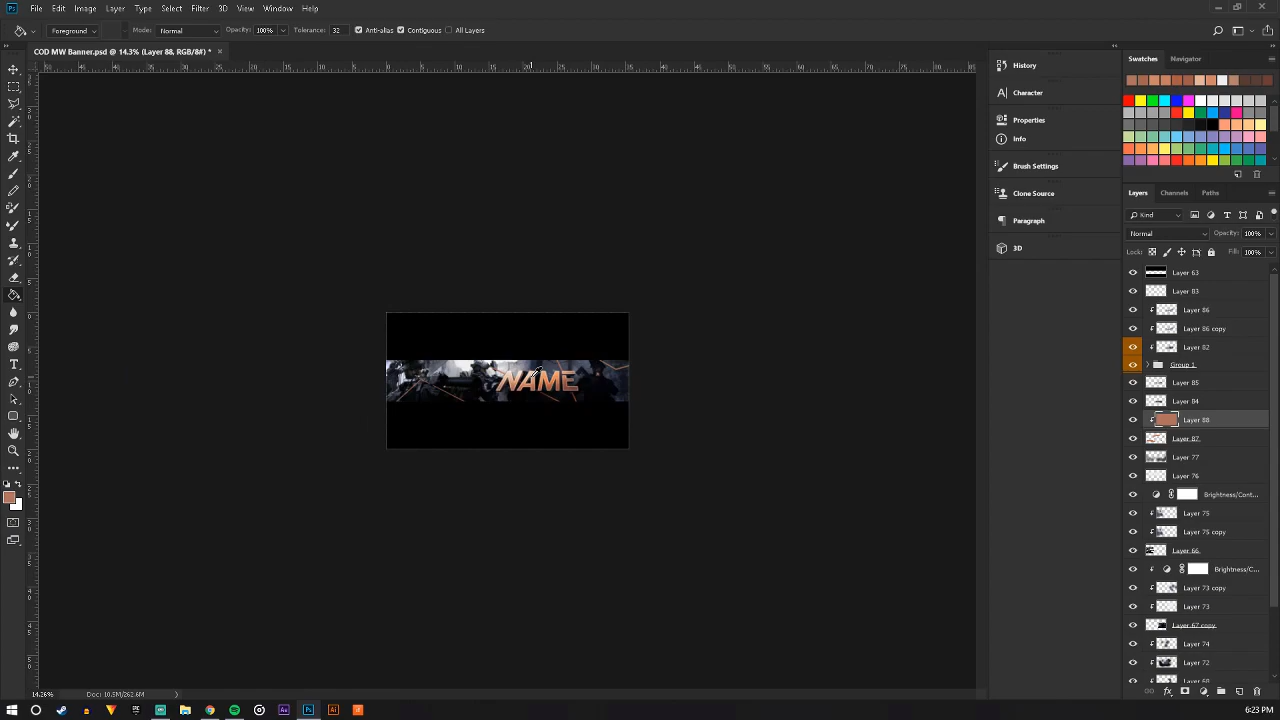 File Edit Image Layer Type Select Filter 3D View Window Help
Foreground Mode: Normal Opacity: 100% Tolerance: 32 Anti-alias Contiguous All Layers
COD MW Banner.psd @ 14.3% (Layer 88, RGB/8#) *
History
Character
Properties
Info
Brush Settings
Clone Source
Paragraph
3D
Swatches Navigator
Layers Channels Paths
Kind
Normal Opacity: 100%
Lock: Fill: 100%
Layer 63
Layer 83
Layer 86
Layer 86 copy
Layer 82
Group 1
Layer 85
Layer 84
Layer 88
Layer 87
Layer 77
Layer 76
Brightness/Cont...
Layer 75
Layer 75 copy
Layer 66
Brightness/C...
Layer 73 copy
Layer 73
Layer 67 copy
Layer 74
Layer 72
NAME
14.26% Doc: 10.5M/262.6M
6:23 PM